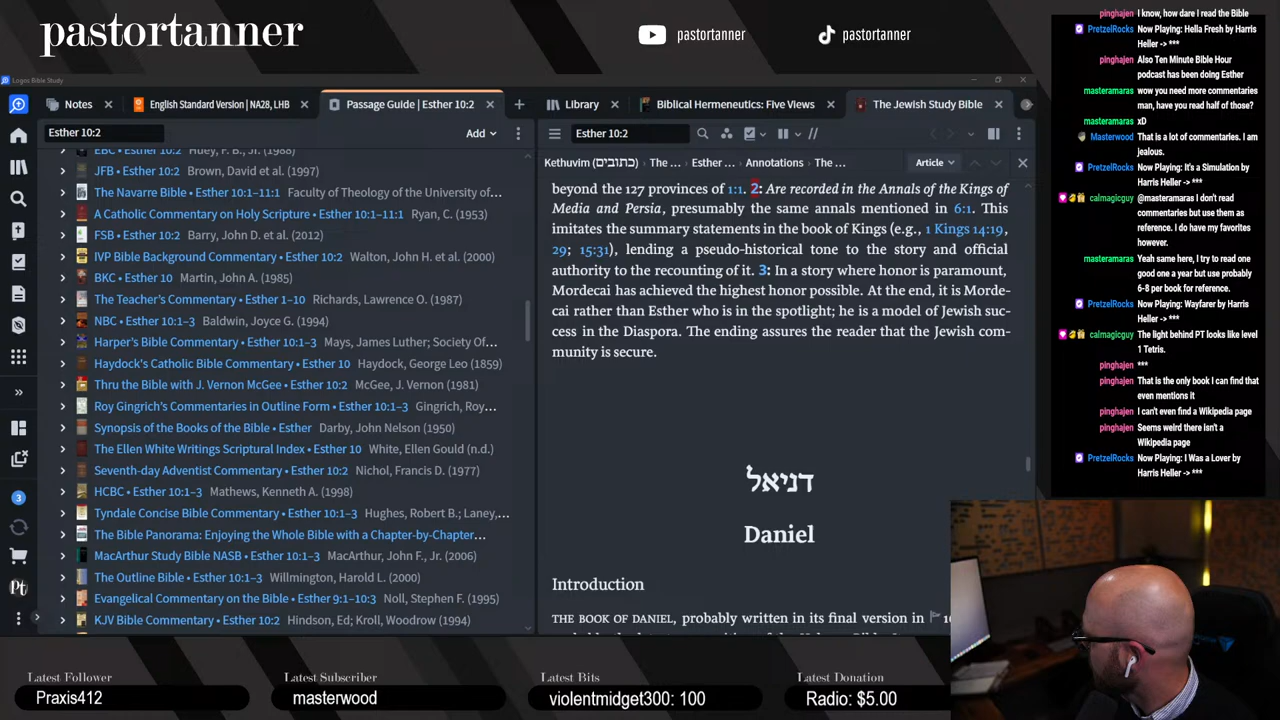 pastortanner
pastortanner
pastortanner
Logos Bible Study
Notes
English Standard Version | NA28, LHB
Passage Guide | Esther 10:2
Library
Biblical Hermeneutics: Five Views
The Jewish Study Bible
Esther 10:2
Add
EBC • Esther 10:2 Huey, F. B., Jr. (1988)
JFB • Esther 10:2 Brown, David et al. (1997)
The Navarre Bible • Esther 10:1–11:1 Faculty of Theology of the University of…
A Catholic Commentary on Holy Scripture • Esther 10:1–11:1 Ryan, C. (1953)
FSB • Esther 10:2 Barry, John D. et al. (2012)
IVP Bible Background Commentary • Esther 10:2 Walton, John H. et al. (2000)
BKC • Esther 10 Martin, John A. (1985)
The Teacher's Commentary • Esther 1–10 Richards, Lawrence O. (1987)
NBC • Esther 10:1–3 Baldwin, Joyce G. (1994)
Harper's Bible Commentary • Esther 10:1–3 Mays, James Luther; Society Of…
Haydock's Catholic Bible Commentary • Esther 10 Haydock, George Leo (1859)
Thru the Bible with J. Vernon McGee • Esther 10:2 McGee, J. Vernon (1981)
Roy Gingrich's Commentaries in Outline Form • Esther 10:1–3 Gingrich, Roy…
Synopsis of the Books of the Bible • Esther Darby, John Nelson (1950)
The Ellen White Writings Scriptural Index • Esther 10 White, Ellen Gould (n.d.)
Seventh-day Adventist Commentary • Esther 10:2 Nichol, Francis D. (1977)
HCBC • Esther 10:1–3 Mathews, Kenneth A. (1998)
Tyndale Concise Bible Commentary • Esther 10:1–3 Hughes, Robert B.; Laney,…
The Bible Panorama: Enjoying the Whole Bible with a Chapter-by-Chapter…
MacArthur Study Bible NASB • Esther 10:1–3 MacArthur, John F., Jr. (2006)
The Outline Bible • Esther 10:1–3 Willmington, Harold L. (2000)
Evangelical Commentary on the Bible • Esther 9:1–10:3 Noll, Stephen F. (1995)
KJV Bible Commentary • Esther 10:2 Hindson, Ed; Kroll, Woodrow (1994)
3
Pt
Esther 10:2
Kethuvim (כתובים) The … Esther … Annotations The …
Article
beyond the 127 provinces of 1:1. 2: Are recorded in the Annals of the Kings of
Media and Persia, presumably the same annals mentioned in 6:1. This
imitates the summary statements in the book of Kings (e.g., 1 Kings 14:19,
29; 15:31), lending a pseudo-historical tone to the story and official
authority to the recounting of it. 3: In a story where honor is paramount,
Mordecai has achieved the highest honor possible. At the end, it is Morde-
cai rather than Esther who is in the spotlight; he is a model of Jewish suc-
cess in the Diaspora. The ending assures the reader that the Jewish com-
munity is secure.
דניאל
Daniel
Introduction
THE BOOK OF DANIEL, probably written in its final version in
pinghajen I know, how dare I read the Bible
PretzelRocks Now Playing: Hella Fresh by Harris
Heller -> ***
pinghajen Also Ten Minute Bible Hour
podcast has been doing Esther
masteramaras wow you need more commentaries
man, have you read half of those?
masteramaras xD
Masterwood That is a lot of commentaries. I am
jealous.
PretzelRocks Now Playing: It's a Simulation by
Harris Heller -> ***
calmagicguy @masteramaras I don't read
commentaries but use them as
reference. I do have my favorites
however.
masteramaras Yeah same here, I try to read one
good one a year but use probably
6-8 per book for reference.
PretzelRocks Now Playing: Wayfarer by Harris
Heller -> ***
calmagicguy The light behind PT looks like level
1 Tetris.
pinghajen ***
pinghajen That is the only book I can find that
even mentions it
pinghajen I can't even find a Wikipedia page
pinghajen Seems weird there Isn't a
Wikipedia page
PretzelRocks Now Playing: I Was a Lover by
Harris Heller -> ***
Latest Follower
Praxis412
Latest Subscriber
masterwood
Latest Bits
violentmidget300: 100
Latest Donation
Radio: $5.00